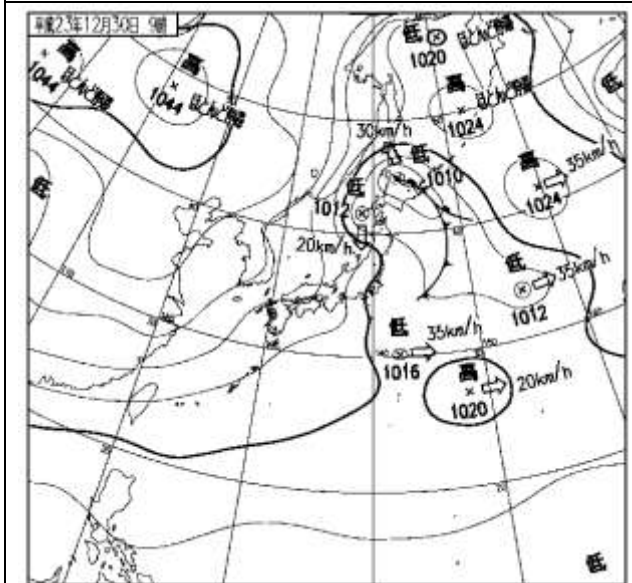 平成23年12月30日 9時
高
1044
ほとんど停滞
高
1044
ほとんど停滞
低
1020
ほとんど停滞
高
1024
ほとんど停滞
低
低
30km/h
低
1010
高
1024
35km/h
低
1012
20km/h
低
1012
35km/h
低
1016
35km/h
高
1020
20km/h
低